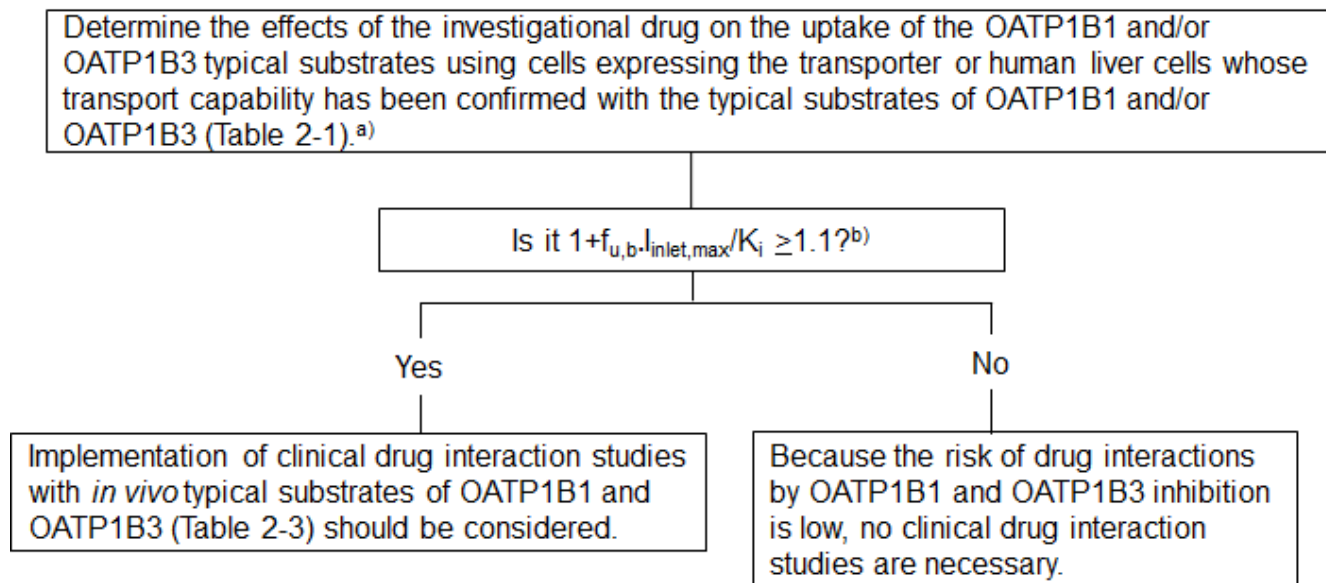 Determine the effects of the investigational drug on the uptake of the OATP1B1 and/or
OATP1B3 typical substrates using cells expressing the transporter or human liver cells whose
transport capability has been confirmed with the typical substrates of OATP1B1 and/or
OATP1B3 (Table 2-1).a)
Is it 1+fu,b.Iinlet,max/Ki ≥1.1?b)
Yes
No
Implementation of clinical drug interaction studies
with in vivo typical substrates of OATP1B1 and
OATP1B3 (Table 2-3) should be considered.
Because the risk of drug interactions
by OATP1B1 and OATP1B3 inhibition
is low, no clinical drug interaction
studies are necessary.